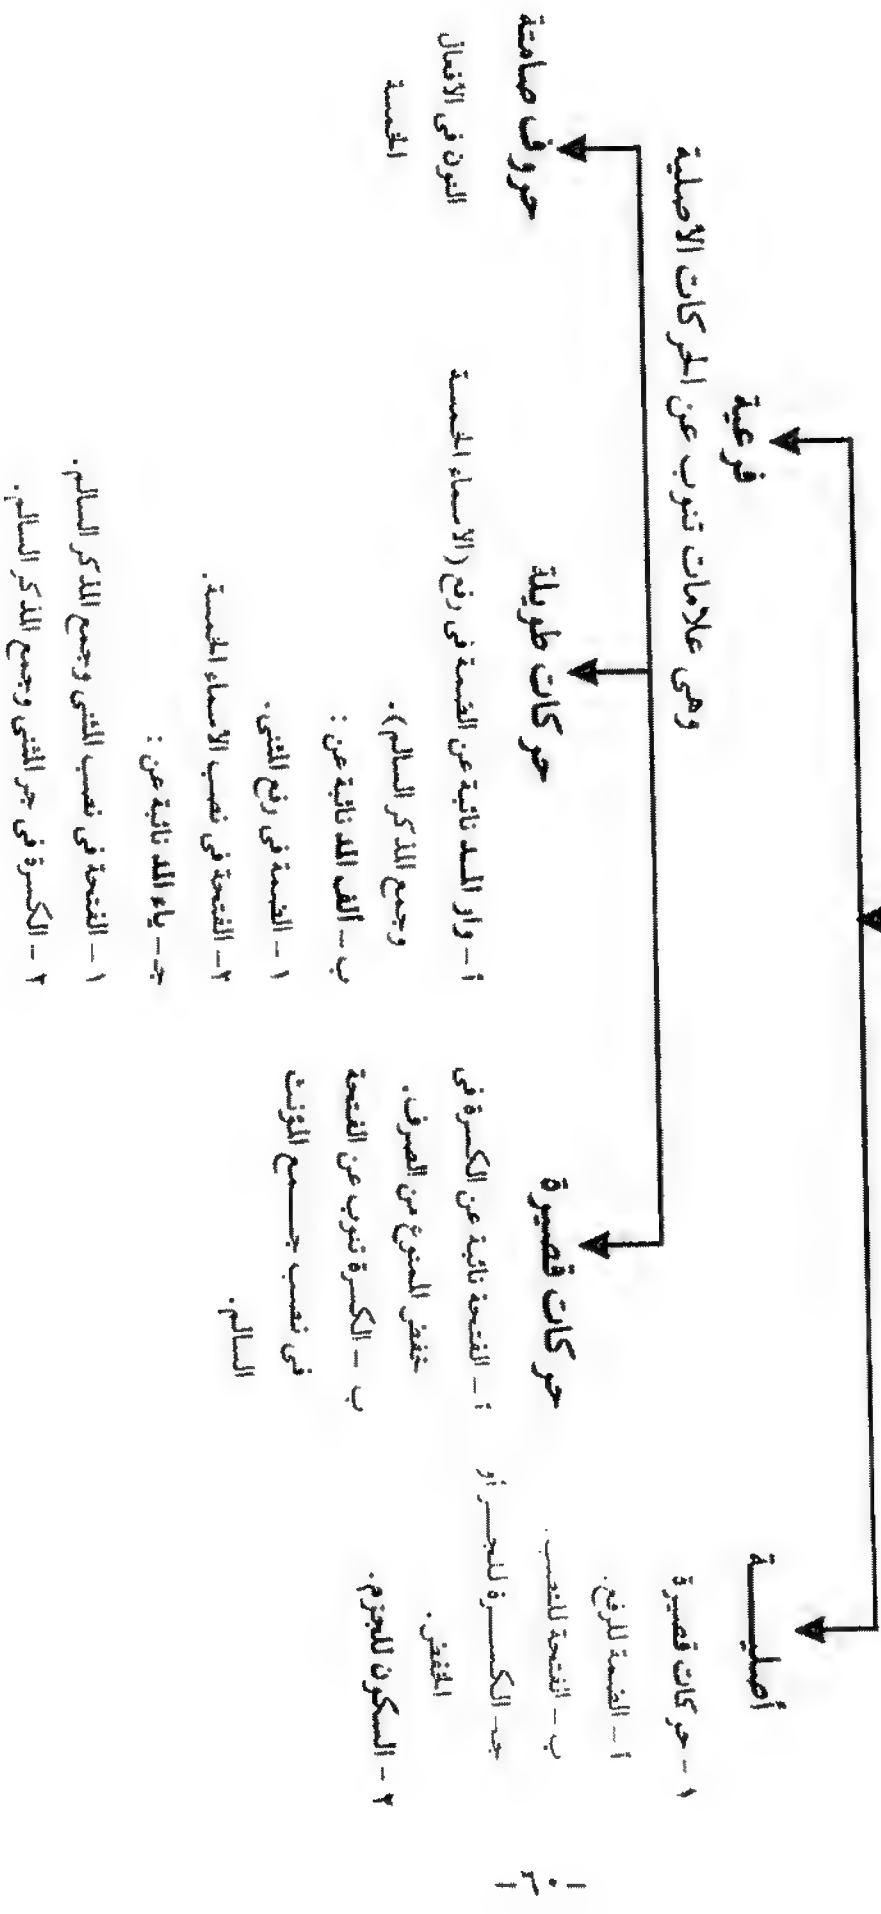 أصليــــــة
١ - حركات قصيرة
أ - الضمة للرفع.
ب - الفتحة للنصب.
جـ- الكســـــرة للجـــر أو
الخفض.
٢ - السكون للجزم.
فرعية
وهى علامات تنوب عن الحركات الأصلية
حركات قصيرة
أ - الفتحة نائبة عن الكسرة فى
خفض الممنوع من الصرف.
ب - الكسرة تنوب عن الفتحة
فى نصب جــــمع المؤنث
السالم.
حركات طويلة
أ - واو المـــد نائبة عن الضمة فى رفع (الأسماء الخمسة
وجمع المذكر السالم).
ب - ألف المد نائبة عن :
١ - الضمة فى رفع المثنى.
٢ - الفتحة فى نصب الأسماء الخمسة.
جـ - ياء المد نائبة عن :
١ - الفتحة فى نصب المثنى وجمع المذكر السالم.
٢ - الكسرة فى جر المثنى وجمع المذكر السالم.
حروف صامتة
النون فى الأفعال
الخمسة
-٦٠-